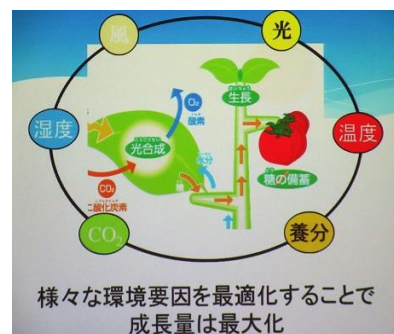 風
光
O₂
酸素
生長
湿度
光合成
温度
水分
糖の備蓄
CO₂
二酸化炭素
CO₂
養分
様々な環境要因を最適化することで
成長量は最大化